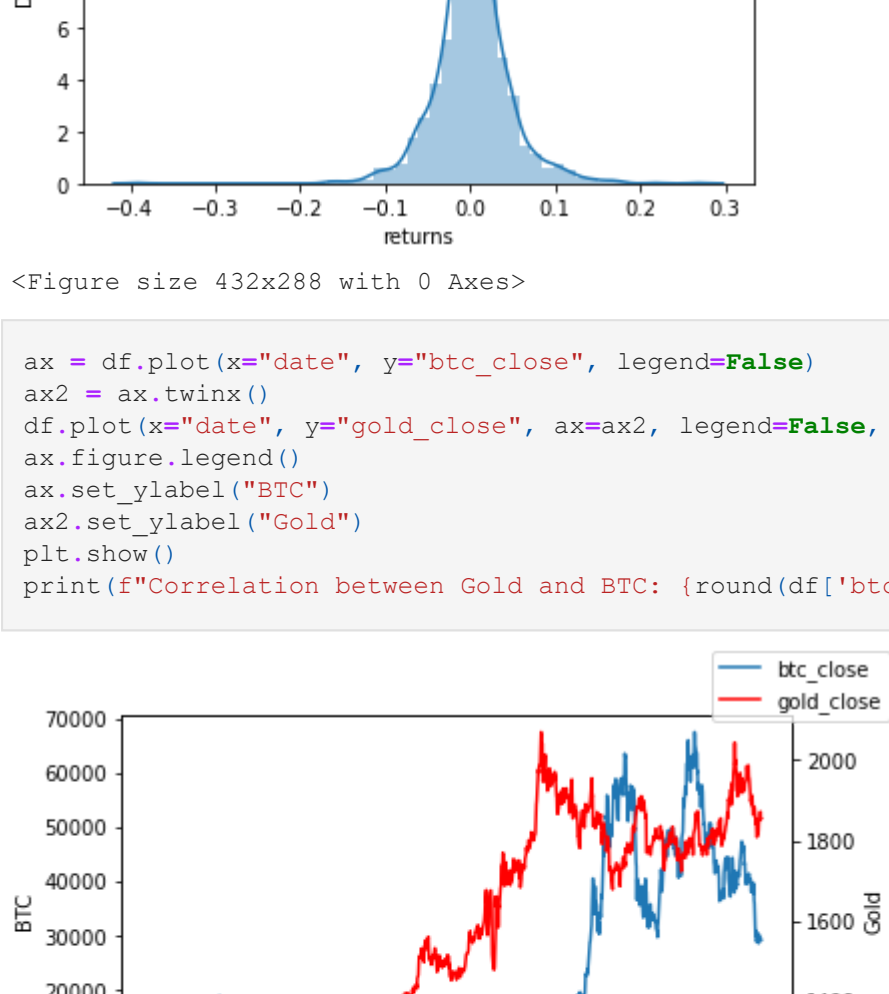 6
4
2
0
−0.4 −0.3 −0.2 −0.1 0.0 0.1 0.2 0.3
returns
<Figure size 432x288 with 0 Axes>
ax = df.plot(x="date", y="btc_close", legend=False)
ax2 = ax.twinx()
df.plot(x="date", y="gold_close", ax=ax2, legend=False,
ax.figure.legend()
ax.set_ylabel("BTC")
ax2.set_ylabel("Gold")
plt.show()
print(f"Correlation between Gold and BTC: {round(df['btc
btc_close
gold_close
70000
60000
50000
40000
30000
20000
BTC
2000
1800
1600
Gold